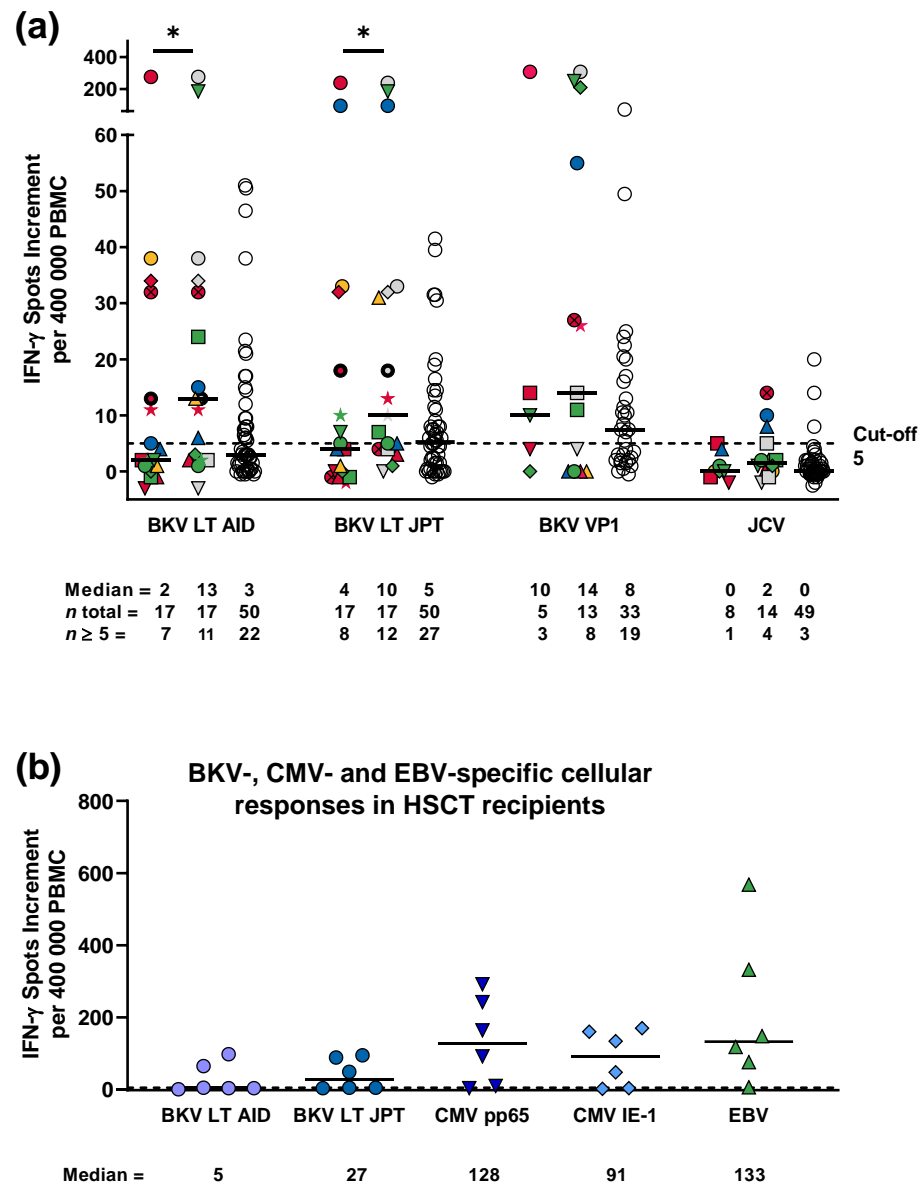 (a)
*
*
400
200
60
50
40
30
20
10
0
IFN-γ Spots Increment
per 400 000 PBMC
Cut-off
5
BKV LT AID
BKV LT JPT
BKV VP1
JCV
Median = 2 13 3 4 10 5 10 14 8 0 2 0
n total = 17 17 50 17 17 50 5 13 33 8 14 49
n ≥ 5 = 7 11 22 8 12 27 3 8 19 1 4 3
(b)
BKV-, CMV- and EBV-specific cellular
responses in HSCT recipients
800
600
400
200
0
IFN-γ Spots Increment
per 400 000 PBMC
BKV LT AID
BKV LT JPT
CMV pp65
CMV IE-1
EBV
Median = 5 27 128 91 133